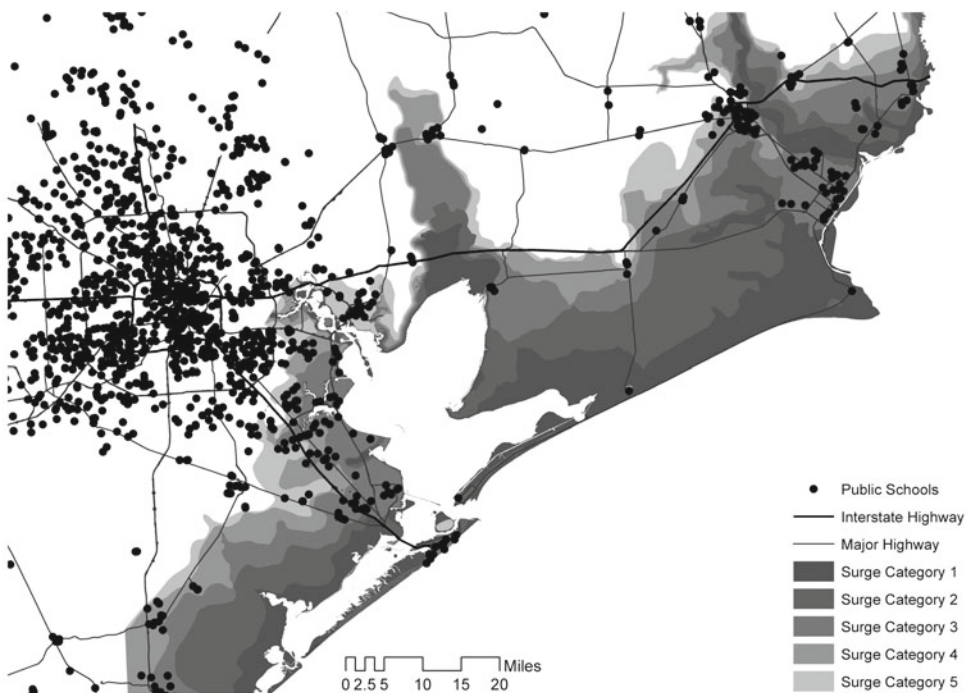 Public Schools
Interstate Highway
Major Highway
Surge Category 1
Surge Category 2
Surge Category 3
Surge Category 4
Surge Category 5
Miles
0 2.5 5 10 15 20